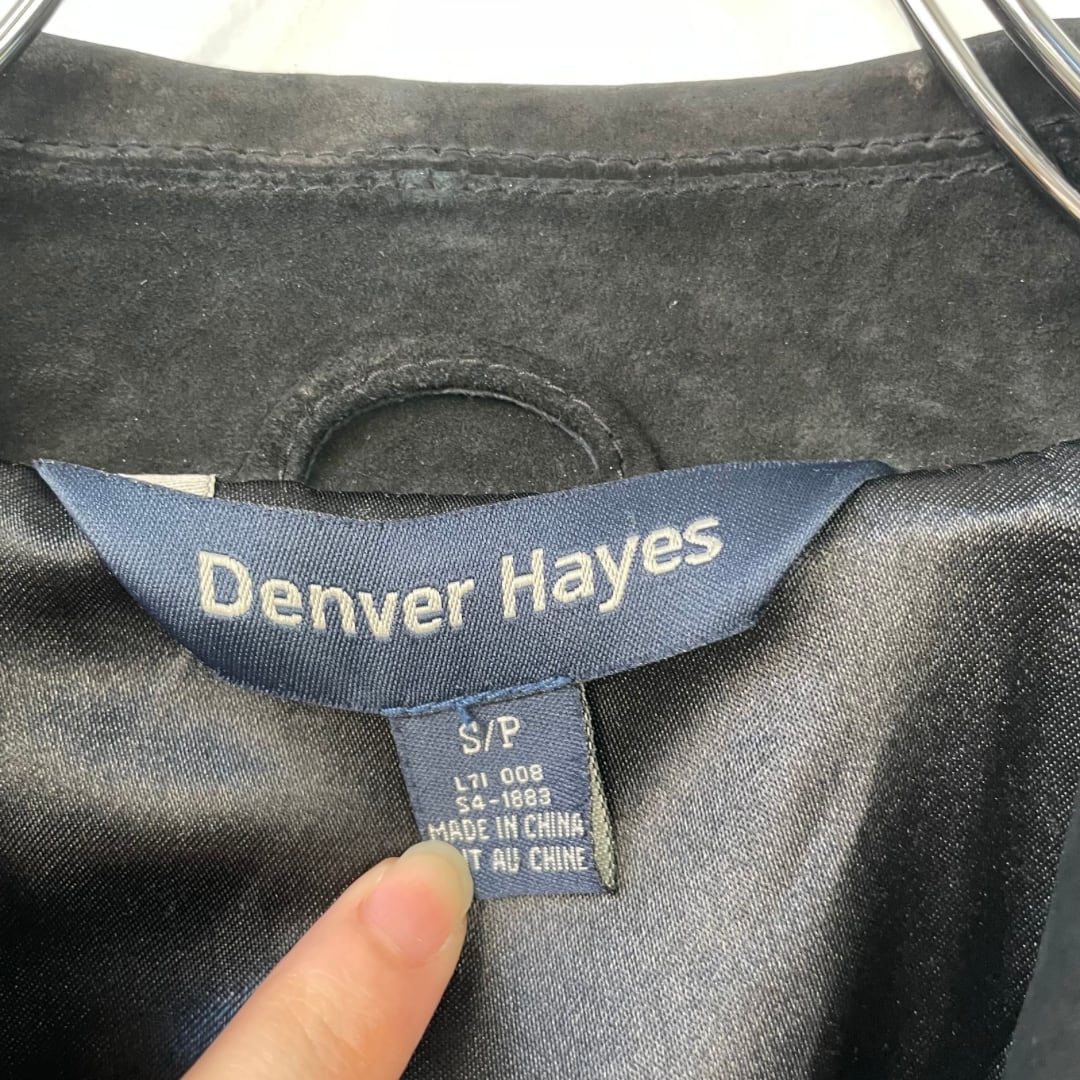 Denver Hayes
S/P
L71 008
S4-1883
MADE IN CHINA
AU CHINE